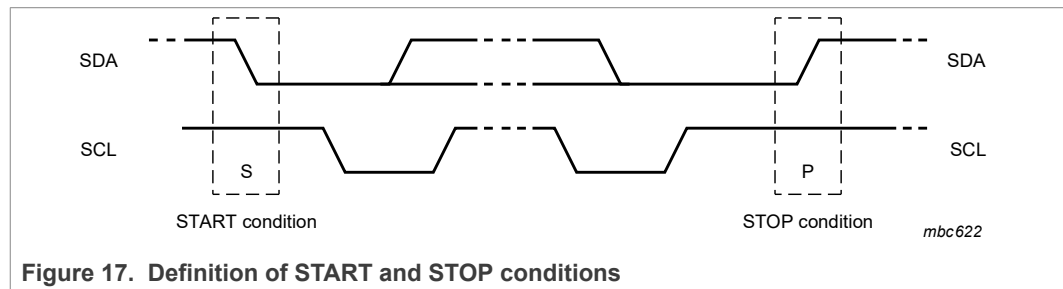 SDA SDA
SCL SCL
S P
START condition STOP condition
mbc622
Figure 17. Definition of START and STOP conditions